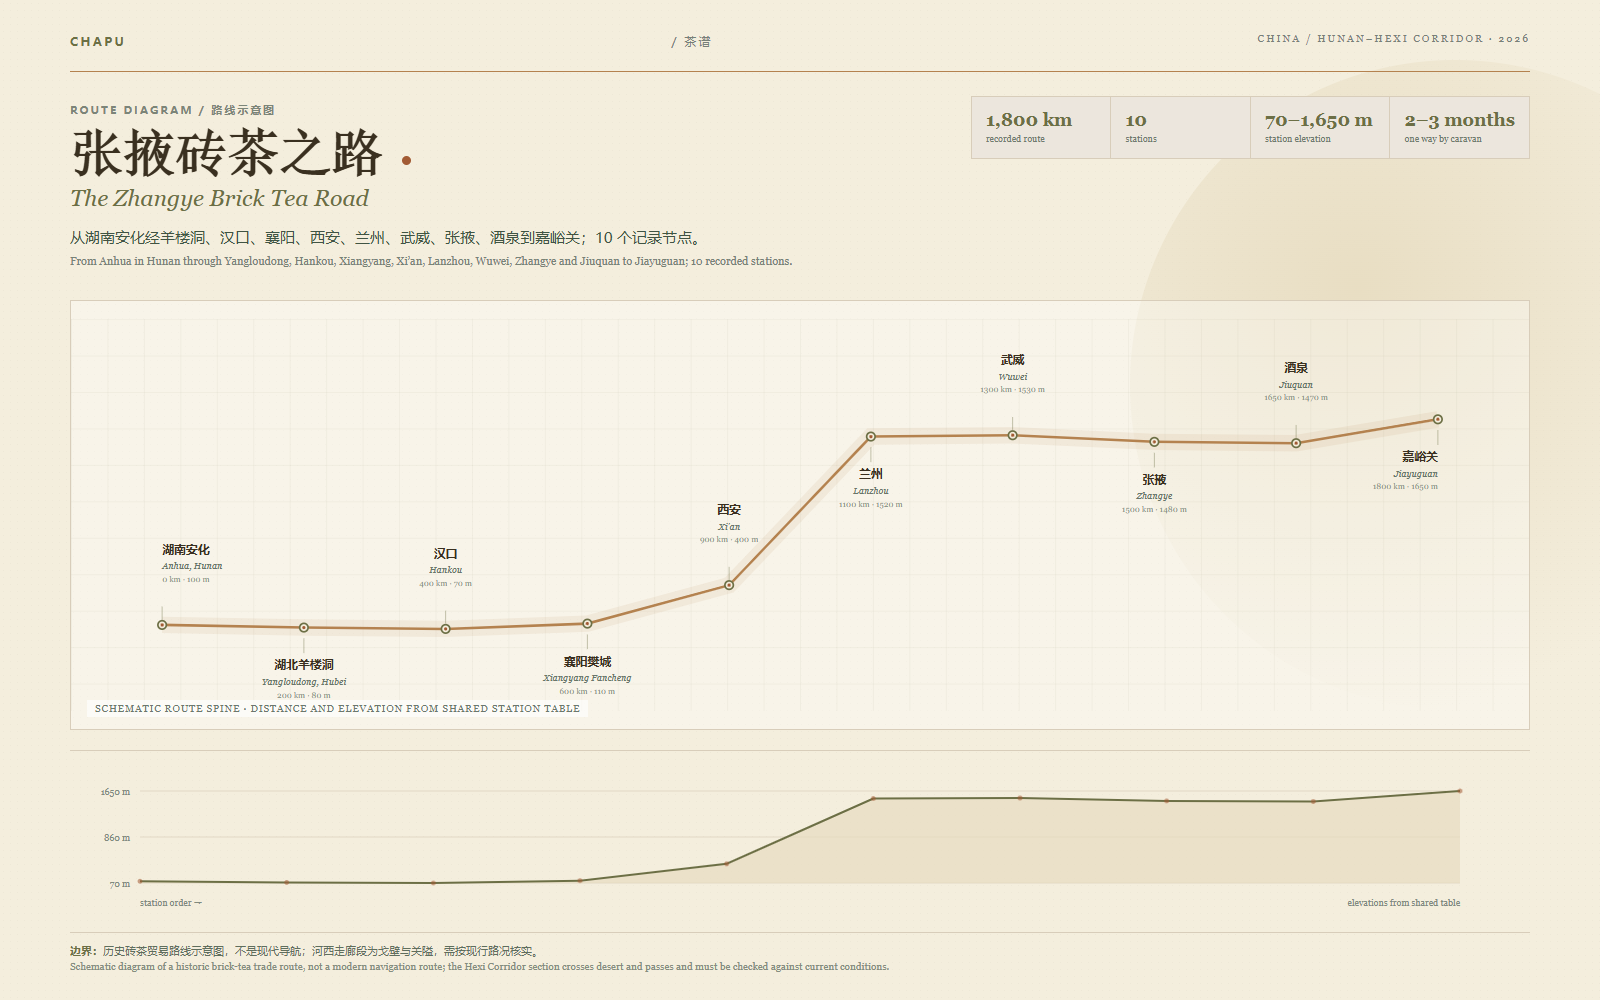 CHAPU
/ 茶谱
CHINA / HUNAN–HEXI CORRIDOR · 2026
ROUTE DIAGRAM / 路线示意图
张掖砖茶之路
The Zhangye Brick Tea Road
从湖南安化经羊楼洞、汉口、襄阳、西安、兰州、武威、张掖、酒泉到嘉峪关；10 个记录节点。
From Anhua in Hunan through Yangloudong, Hankou, Xiangyang, Xi'an, Lanzhou, Wuwei, Zhangye and Jiuquan to Jiayuguan; 10 recorded stations.
1,800 km
recorded route
10
stations
70–1,650 m
station elevation
2–3 months
one way by caravan
湖南安化
Anhua, Hunan
0 km · 100 m
湖北羊楼洞
Yangloudong, Hubei
200 km · 80 m
汉口
Hankou
400 km · 70 m
襄阳樊城
Xiangyang Fancheng
600 km · 110 m
西安
Xi'an
900 km · 400 m
兰州
Lanzhou
1100 km · 1520 m
武威
Wuwei
1300 km · 1530 m
张掖
Zhangye
1500 km · 1480 m
酒泉
Jiuquan
1650 km · 1470 m
嘉峪关
Jiayuguan
1800 km · 1650 m
SCHEMATIC ROUTE SPINE · DISTANCE AND ELEVATION FROM SHARED STATION TABLE
1650 m
860 m
70 m
station order →
elevations from shared table
边界：历史砖茶贸易路线示意图，不是现代导航；河西走廊段为戈壁与关隘，需按现行路况核实。
Schematic diagram of a historic brick-tea trade route, not a modern navigation route; the Hexi Corridor section crosses desert and passes and must be checked against current conditions.